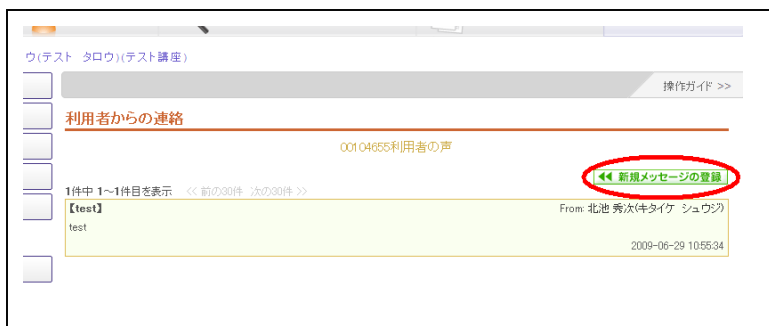 ウ(テスト タロウ)(テスト講座)
操作ガイド >>
利用者からの連絡
00104655利用者の声
◀◀ 新規メッセージの登録
1件中 1～1件目を表示 << 前の30件 次の30件 >>
【test】 From: 北池 秀次(キタイケ シュウジ)
test
2009-06-29 10:55:34